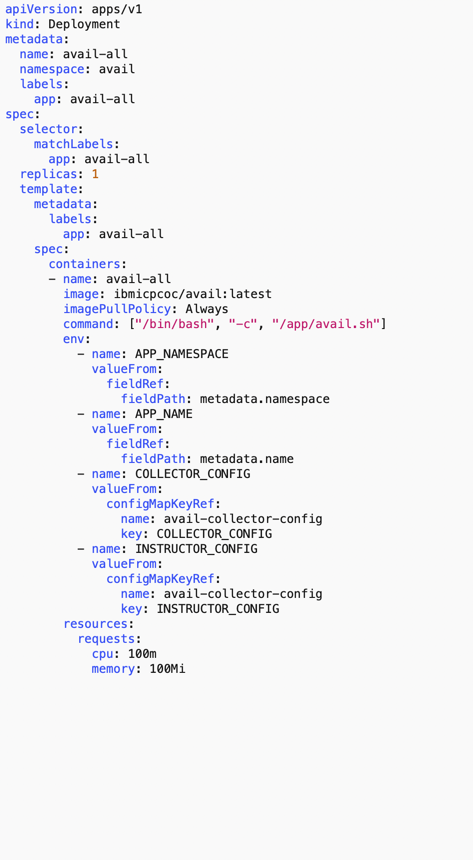 apiVersion: apps/v1
kind: Deployment
metadata:
  name: avail-all
  namespace: avail
  labels:
    app: avail-all
spec:
  selector:
    matchLabels:
      app: avail-all
  replicas: 1
  template:
    metadata:
      labels:
        app: avail-all
    spec:
      containers:
      - name: avail-all
        image: ibmicpcoc/avail:latest
        imagePullPolicy: Always
        command: ["/bin/bash", "-c", "/app/avail.sh"]
        env:
          - name: APP_NAMESPACE
            valueFrom:
              fieldRef:
                fieldPath: metadata.namespace
          - name: APP_NAME
            valueFrom:
              fieldRef:
                fieldPath: metadata.name
          - name: COLLECTOR_CONFIG
            valueFrom:
              configMapKeyRef:
                name: avail-collector-config
                key: COLLECTOR_CONFIG
          - name: INSTRUCTOR_CONFIG
            valueFrom:
              configMapKeyRef:
                name: avail-collector-config
                key: INSTRUCTOR_CONFIG
        resources:
          requests:
            cpu: 100m
            memory: 100Mi